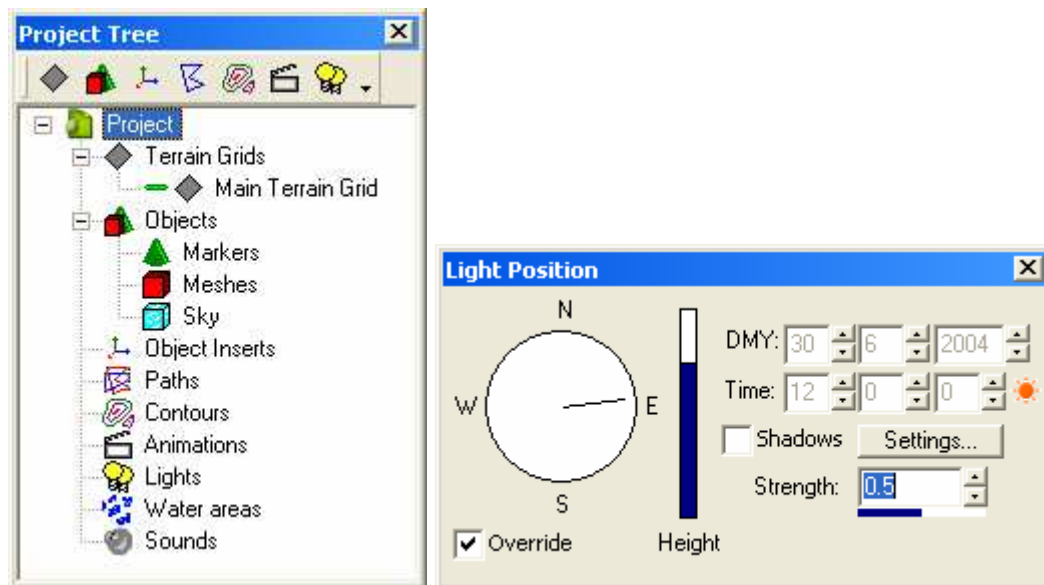 Project Tree
Project
Terrain Grids
Main Terrain Grid
Objects
Markers
Meshes
Sky
Object Inserts
Paths
Contours
Animations
Lights
Water areas
Sounds
Light Position
N
W
E
S
Override
Height
DMY: 30 6 2004
Time: 12 0 0
Shadows Settings...
Strength: 0.5